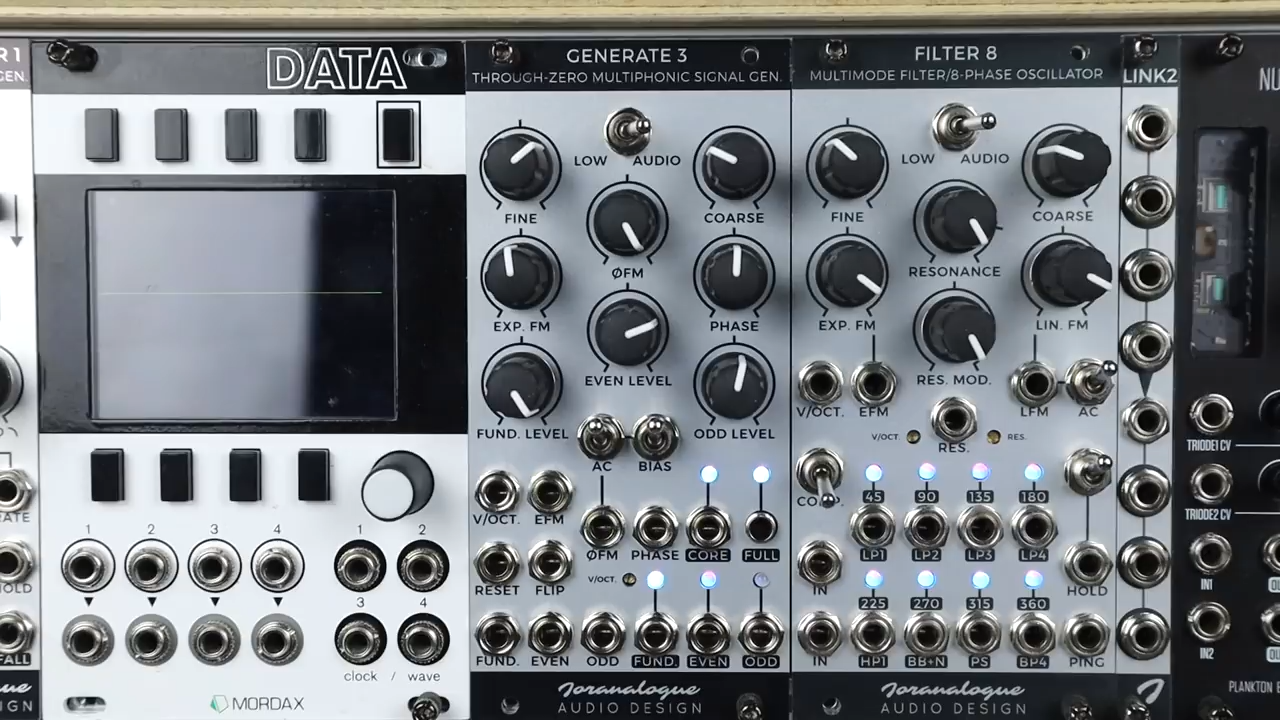 R 1
GEN.
DATA
1 2 3 4
1 2
3 4
clock / wave
MORDAX
GENERATE 3
THROUGH-ZERO MULTIPHONIC SIGNAL GEN.
LOW AUDIO
FINE COARSE
ØFM
EXP. FM PHASE
EVEN LEVEL
FUND. LEVEL ODD LEVEL
AC BIAS
V/OCT. EFM
ØFM PHASE CORE FULL
RESET FLIP V/OCT.
FUND. EVEN ODD FUND. EVEN ODD
Joranalogue
AUDIO DESIGN
FILTER 8
MULTIMODE FILTER/8-PHASE OSCILLATOR
LOW AUDIO
FINE COARSE
RESONANCE
EXP. FM LIN. FM
RES. MOD.
V/OCT. EFM LFM AC
V/OCT. RES.
RES.
45 90 135 180
LP1 LP2 LP3 LP4
IN HOLD
225 270 315 360
IN HP1 BB+N PS BP4 PING
Joranalogue
AUDIO DESIGN
LINK2
NU
TRIODE1 CV
TRIODE2 CV
IN1
IN2
PLANKTON